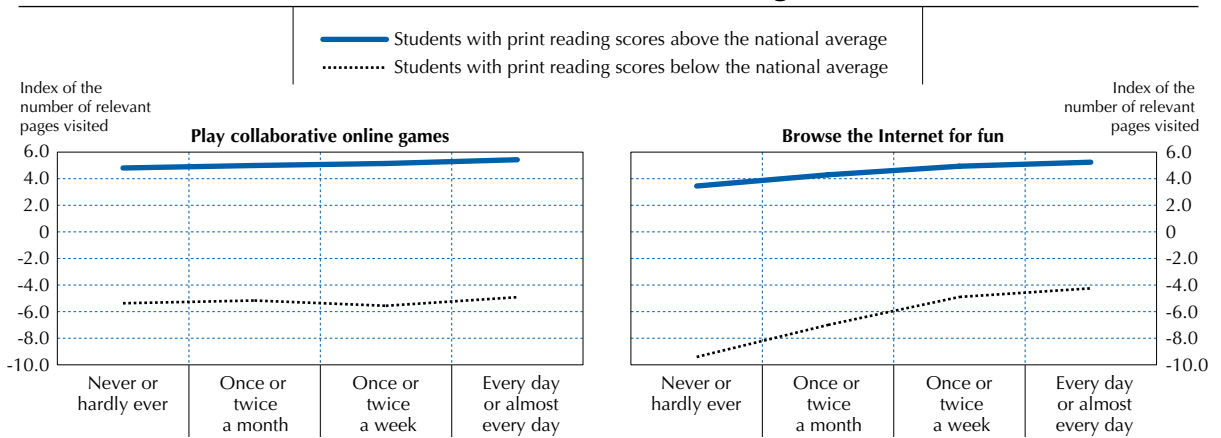 Students with print reading scores above the national average
Students with print reading scores below the national average
Index of the
number of relevant
pages visited
Index of the
number of relevant
pages visited
Play collaborative online games
Browse the Internet for fun
6.0
4.0
2.0
0
-2.0
-4.0
-6.0
-8.0
-10.0
6.0
4.0
2.0
0
-2.0
-4.0
-6.0
-8.0
-10.0
Never or
hardly ever
Once or
twice
a month
Once or
twice
a week
Every day
or almost
every day
Never or
hardly ever
Once or
twice
a month
Once or
twice
a week
Every day
or almost
every day